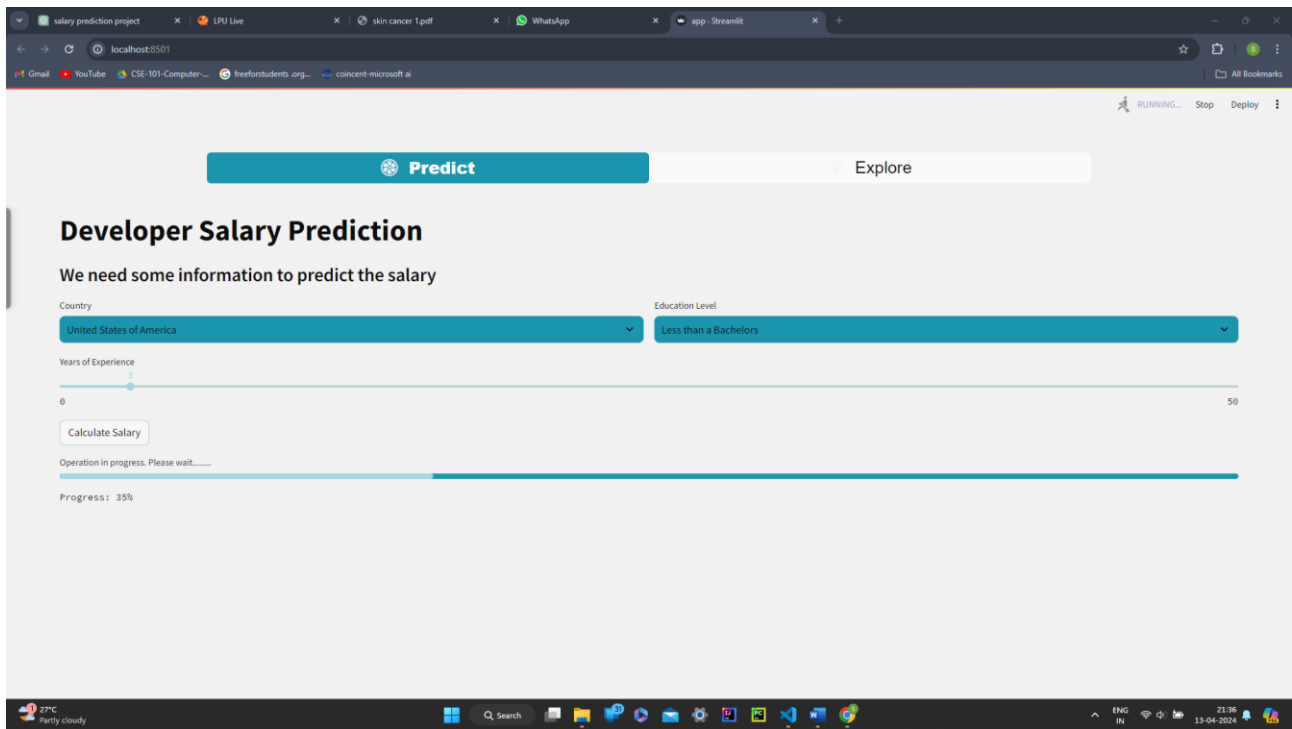 salary prediction project
LPU Live
skin cancer 1.pdf
WhatsApp
app · Streamlit
localhost:8501
Gmail
YouTube
CSE-101-Computer-...
freeforstudents .org...
coincent-microsoft ai
All Bookmarks
RUNNING...
Stop
Deploy
Predict
Explore
Developer Salary Prediction
We need some information to predict the salary
Country
Education Level
United States of America
Less than a Bachelors
Years of Experience
3
0
50
Calculate Salary
Operation in progress. Please wait........
Progress: 35%
1
27°C
Partly cloudy
Search
31
ENG
IN
21:36
13-04-2024